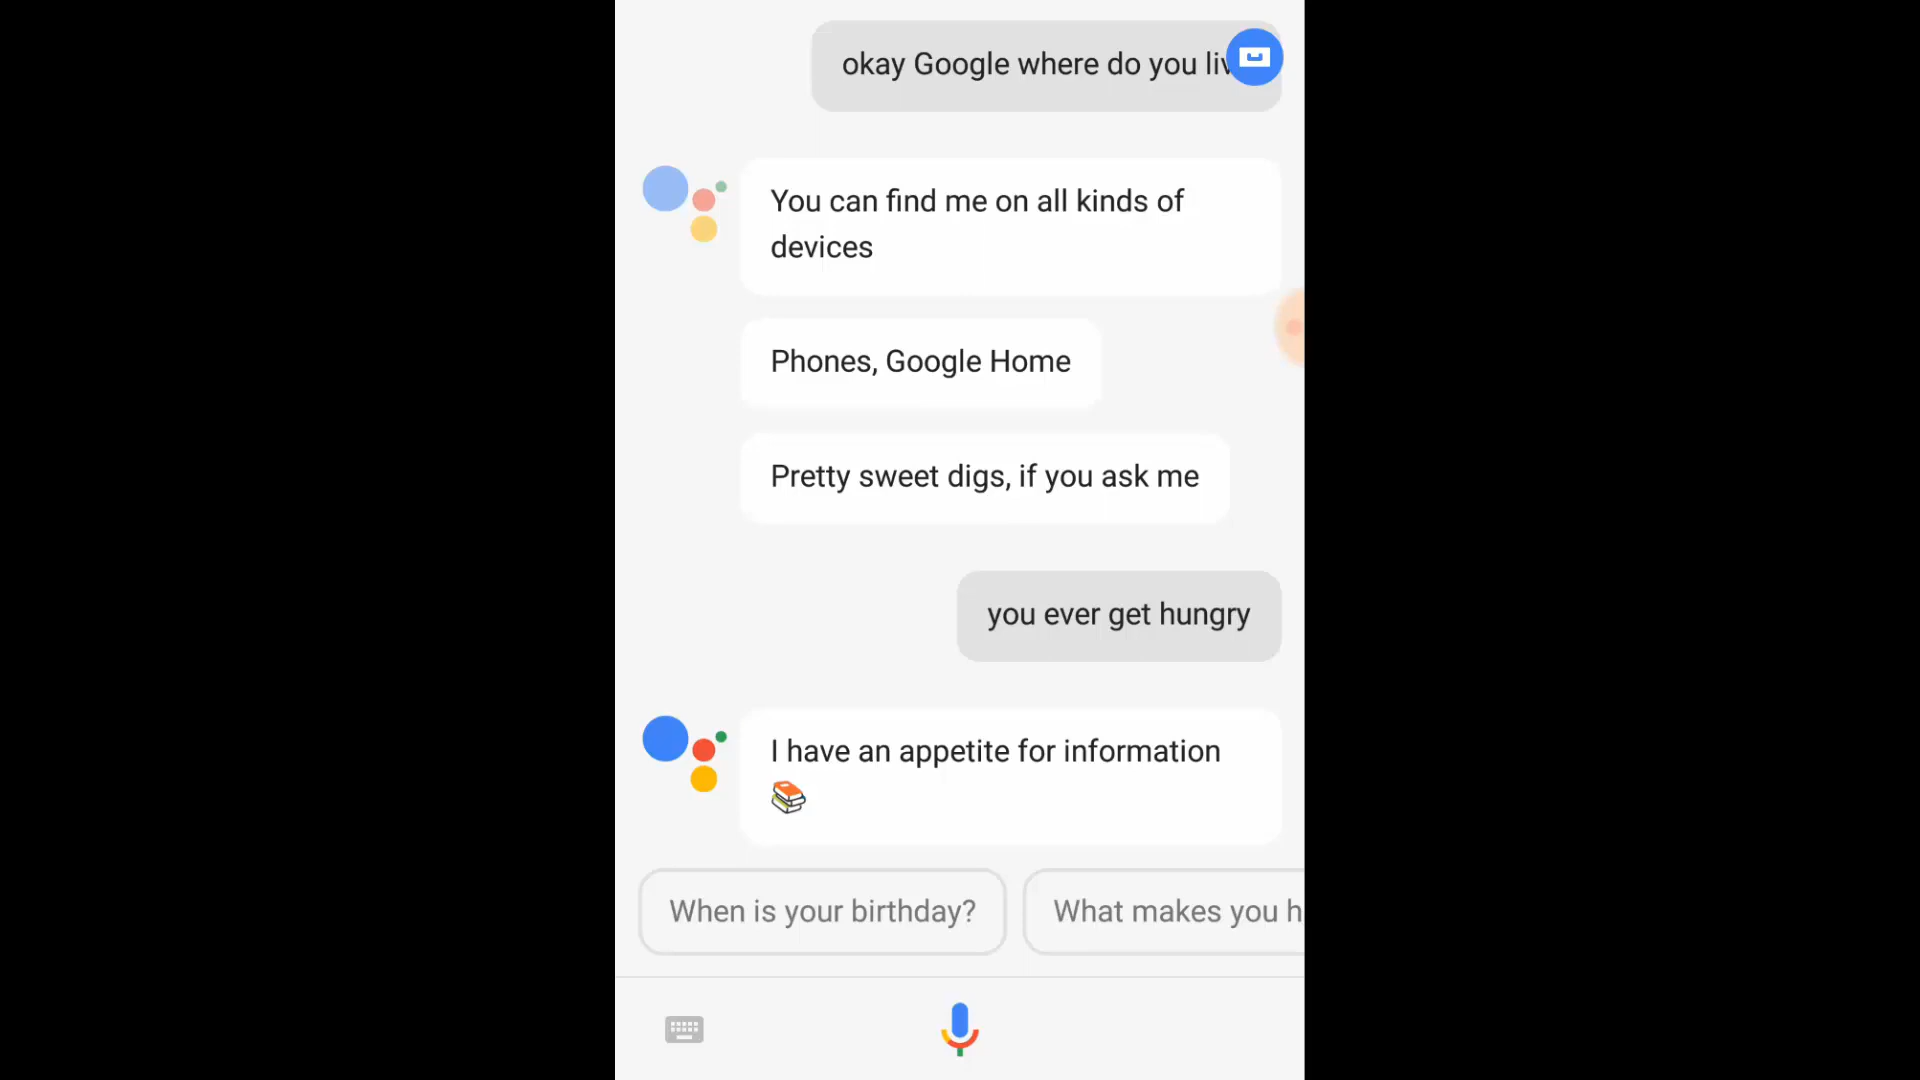 okay Google where do you
You can find me on all kinds of
devices
Phones, Google Home
Pretty sweet digs, if you ask me
you ever get hungry
I have an appetite for information
When is your birthday?
What makes you